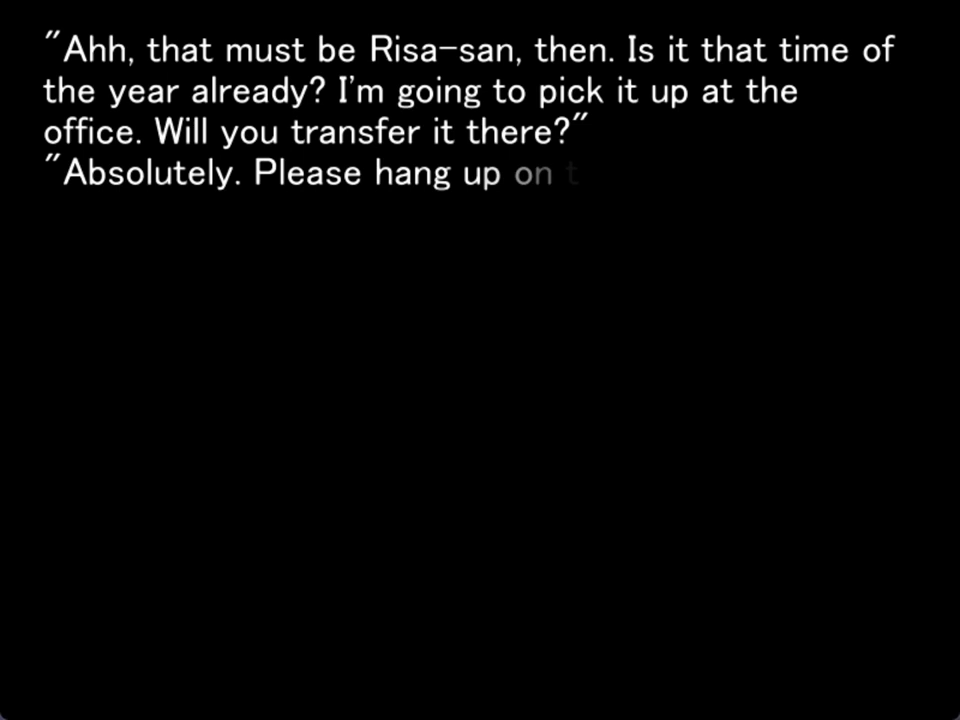 "Ahh, that must be Risa-san, then. Is it that time of
the year already? I'm going to pick it up at the
office. Will you transfer it there?"
"Absolutely. Please hang up on t